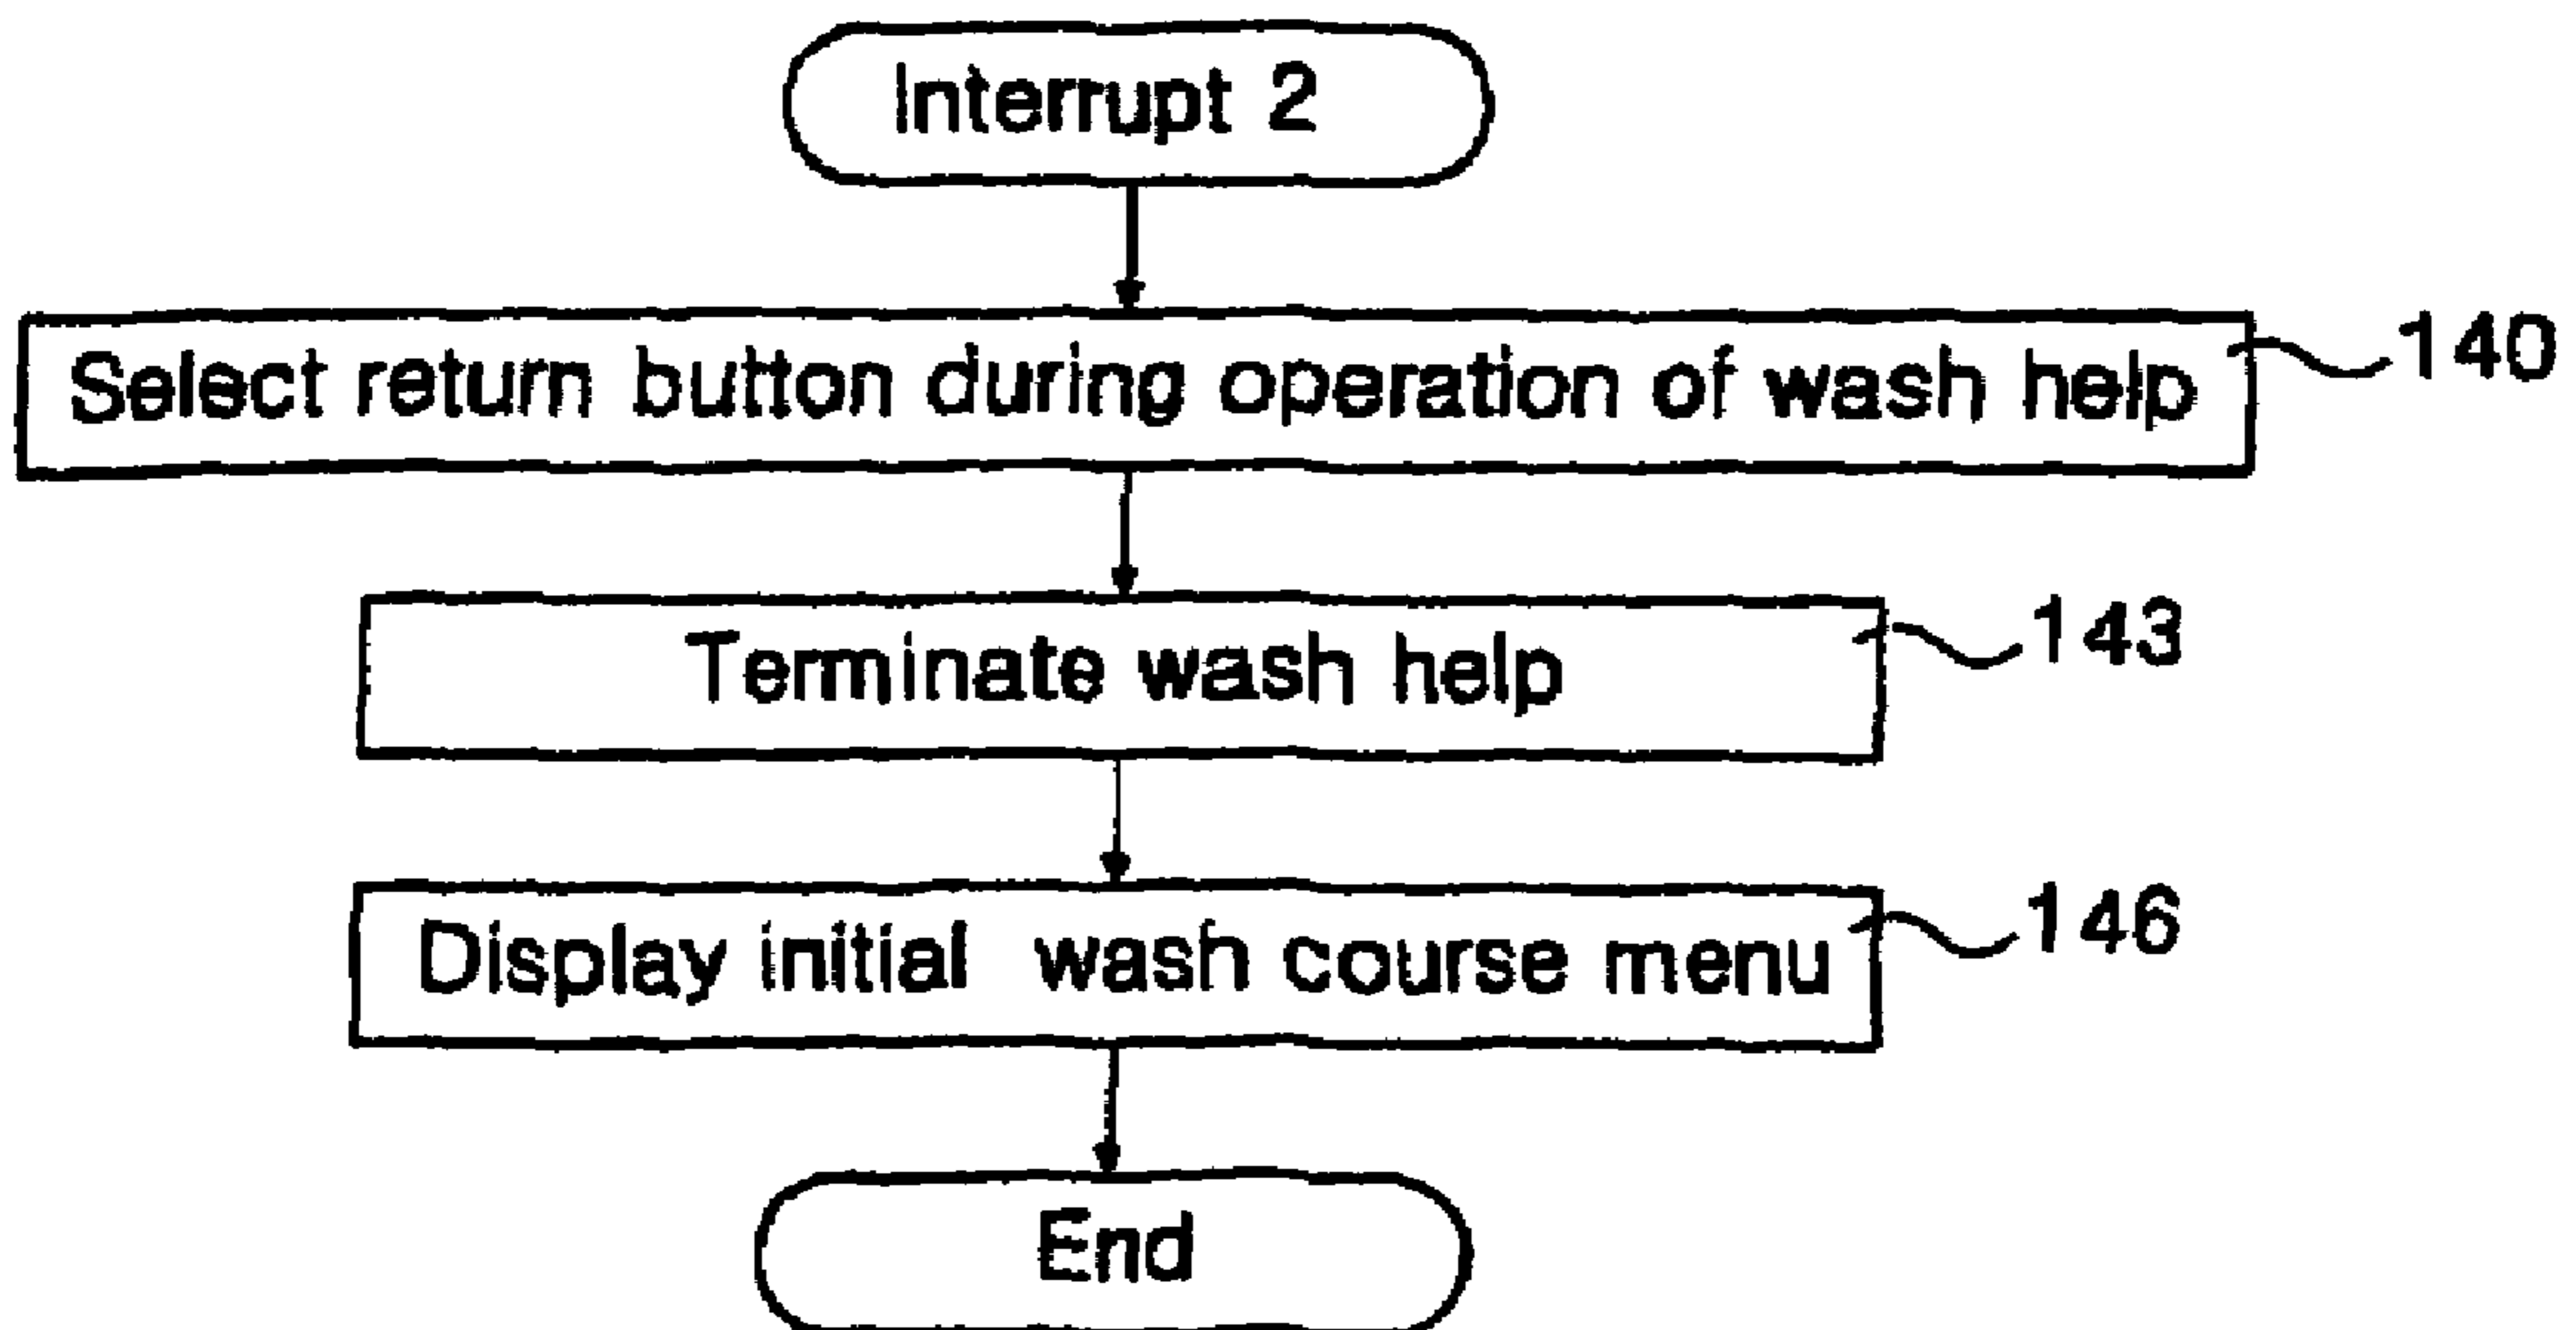 Interrupt 2
Select return button during operation of wash help
140
Terminate wash help
143
Display initial wash course menu
146
End